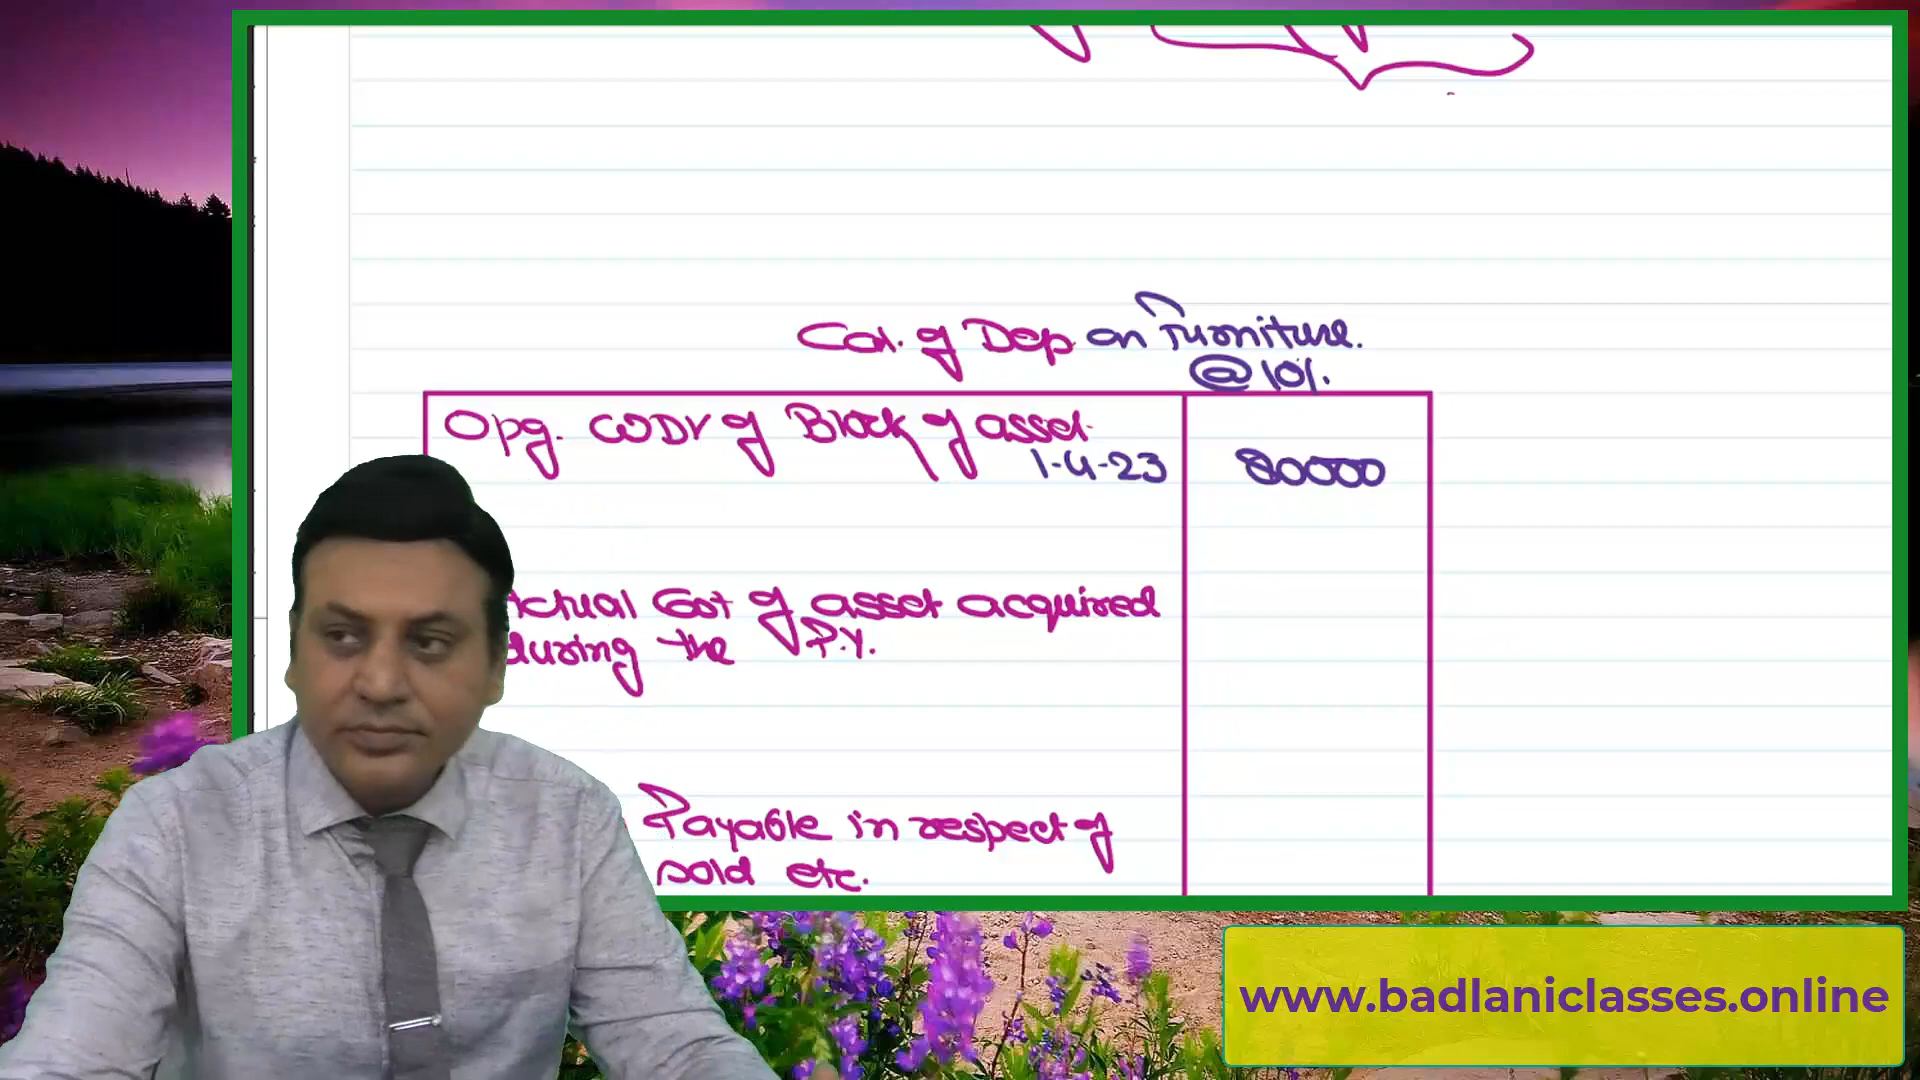 Cal. of Dep on Furniture.
@ 10%
Opg. WDV of Block of asset
1-4-23 80000
Actual Cost of asset acquired
during the P.Y.
Payable in respect of
sold etc.
www.badlaniclasses.online